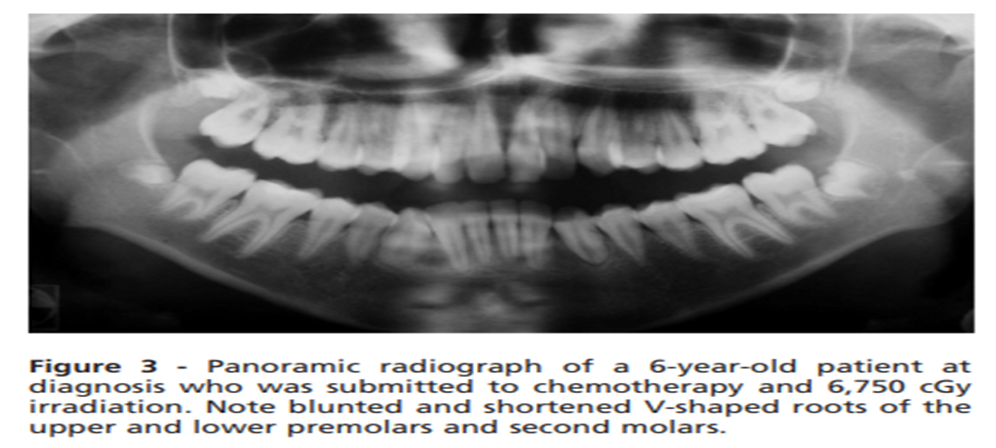 Figure 3 - Panoramic radiograph of a 6-year-old patient at
diagnosis who was submitted to chemotherapy and 6,750 cGy
irradiation. Note blunted and shortened V-shaped roots of the
upper and lower premolars and second molars.